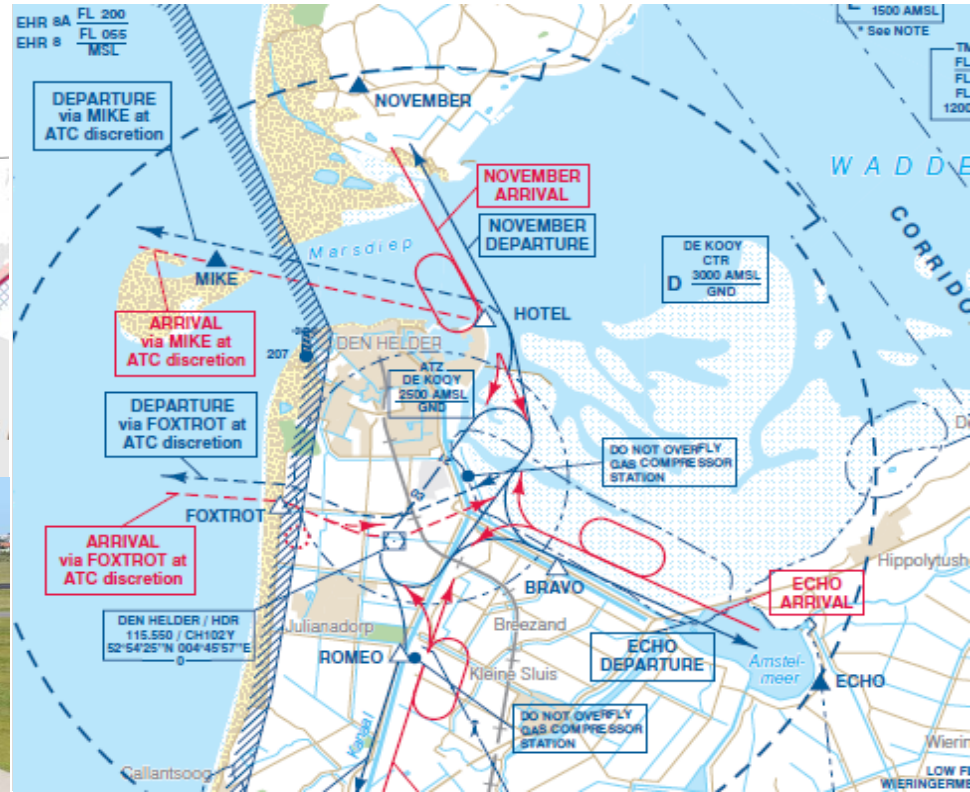 EHR 8A FL 200
EHR 8 FL 055
MSL
1500 AMSL
* See NOTE
DEPARTURE
via MIKE at
ATC discretion
NOVEMBER
NOVEMBER
ARRIVAL
NOVEMBER
DEPARTURE
WADDE
CORRIDO
Marsdiep
MIKE
DE KOOY
CTR
D 3000 AMSL
GND
HOTEL
ARRIVAL
via MIKE at
ATC discretion
207
DEN HELDER
ATZ
DE KOOY
2500 AMSL
GND
DEPARTURE
via FOXTROT at
ATC discretion
DO NOT OVERFLY
GAS COMPRESSOR
STATION
FOXTROT
ARRIVAL
via FOXTROT at
ATC discretion
BRAVO
Hippolytush
ECHO
ARRIVAL
DEN HELDER / HDR
115.550 / CH102Y
52°54'25"N 004°45'57"E
0
Julianadorp
Breezand
ROMEO
Kleine Sluis
ECHO
DEPARTURE
Amstel-
meer
ECHO
DO NOT OVERFLY
GAS COMPRESSOR
STATION
Kanaal
Callantsoog
Wiering
LOW F
WIERINGERME